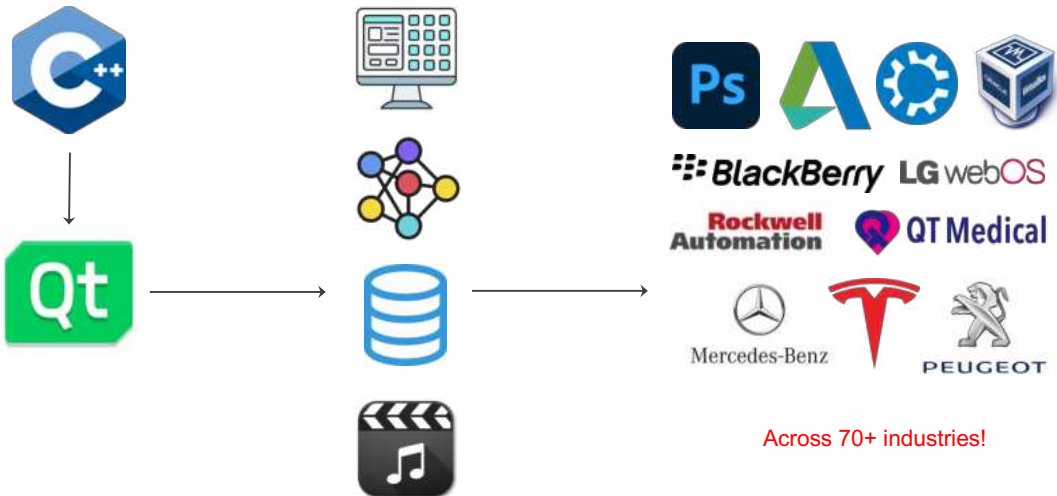 C++
Qt
Ps
BlackBerry
LG webOS
Rockwell
Automation
QT Medical
Mercedes-Benz
PEUGEOT
Across 70+ industries!